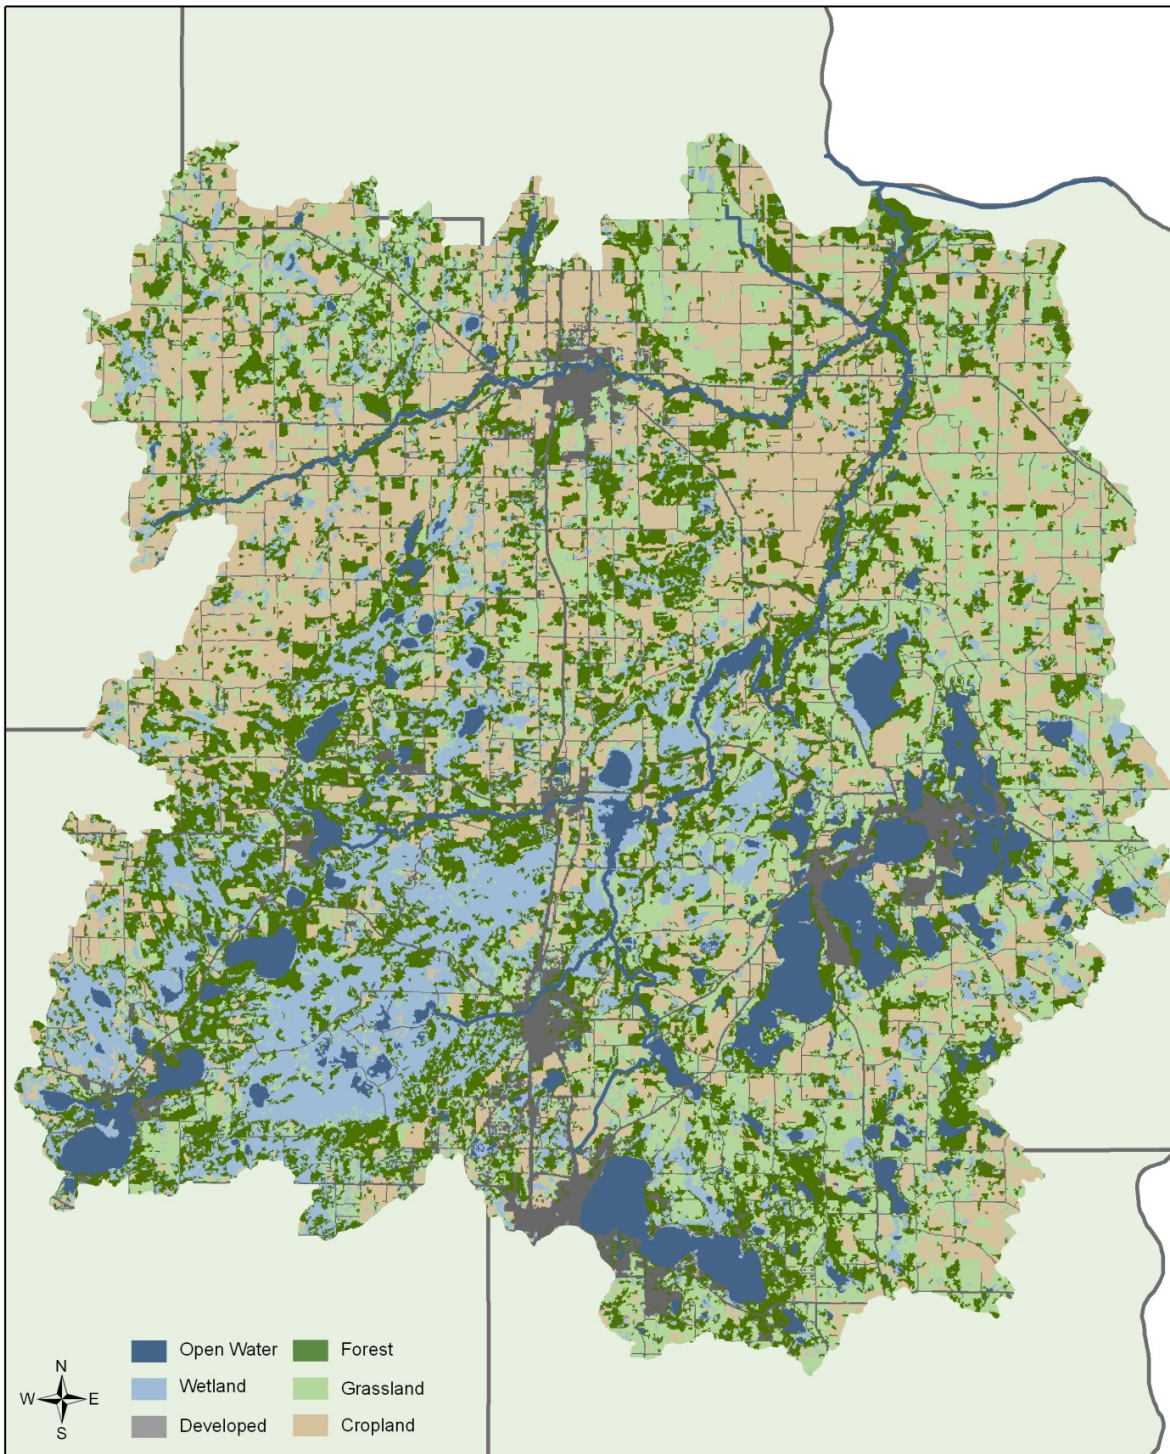 Open Water
Forest
Wetland
Grassland
Developed
Cropland
N
W E
S